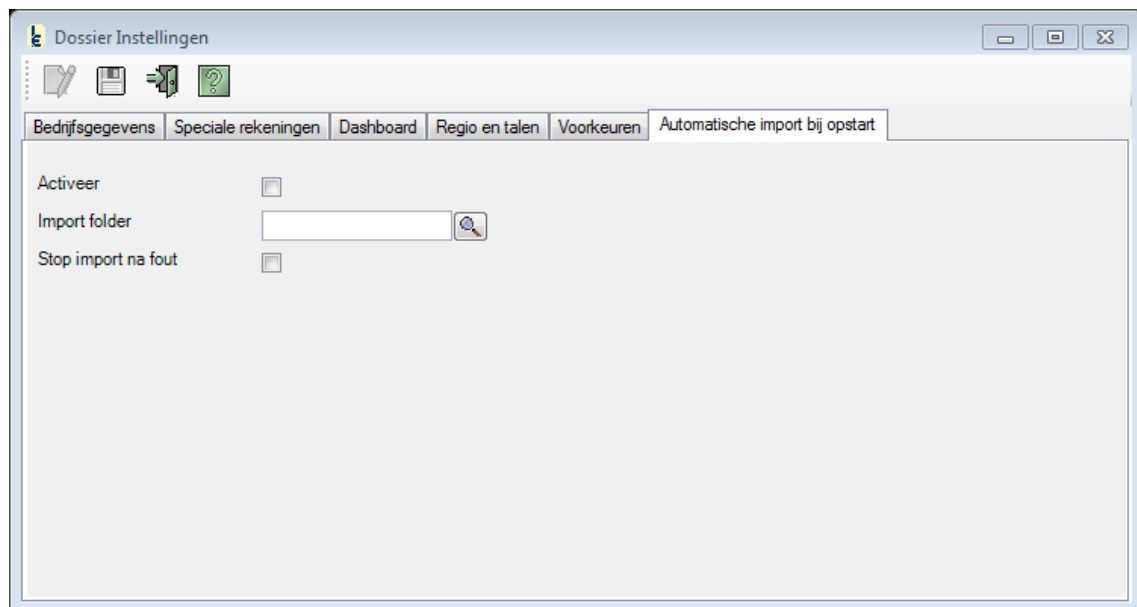 Dossier Instellingen
Bedrijfsgegevens Speciale rekeningen Dashboard Regio en talen Voorkeuren Automatische import bij opstart
Activeer
Import folder
Stop import na fout